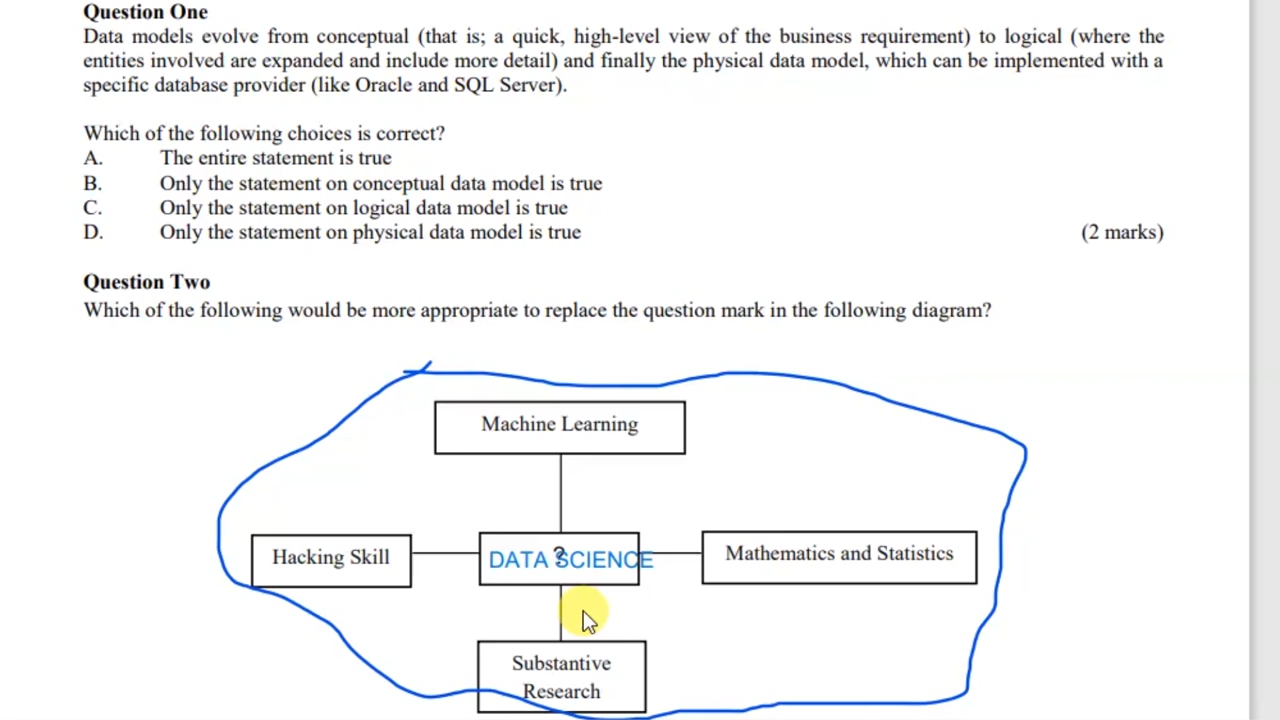 Question One
Data models evolve from conceptual (that is; a quick, high-level view of the business requirement) to logical (where the
entities involved are expanded and include more detail) and finally the physical data model, which can be implemented with a
specific database provider (like Oracle and SQL Server).
Which of the following choices is correct?
A. The entire statement is true
B. Only the statement on conceptual data model is true
C. Only the statement on logical data model is true
D. Only the statement on physical data model is true (2 marks)
Question Two
Which of the following would be more appropriate to replace the question mark in the following diagram?
Machine Learning
Hacking Skill
?
DATA SCIENCE
Mathematics and Statistics
Substantive
Research